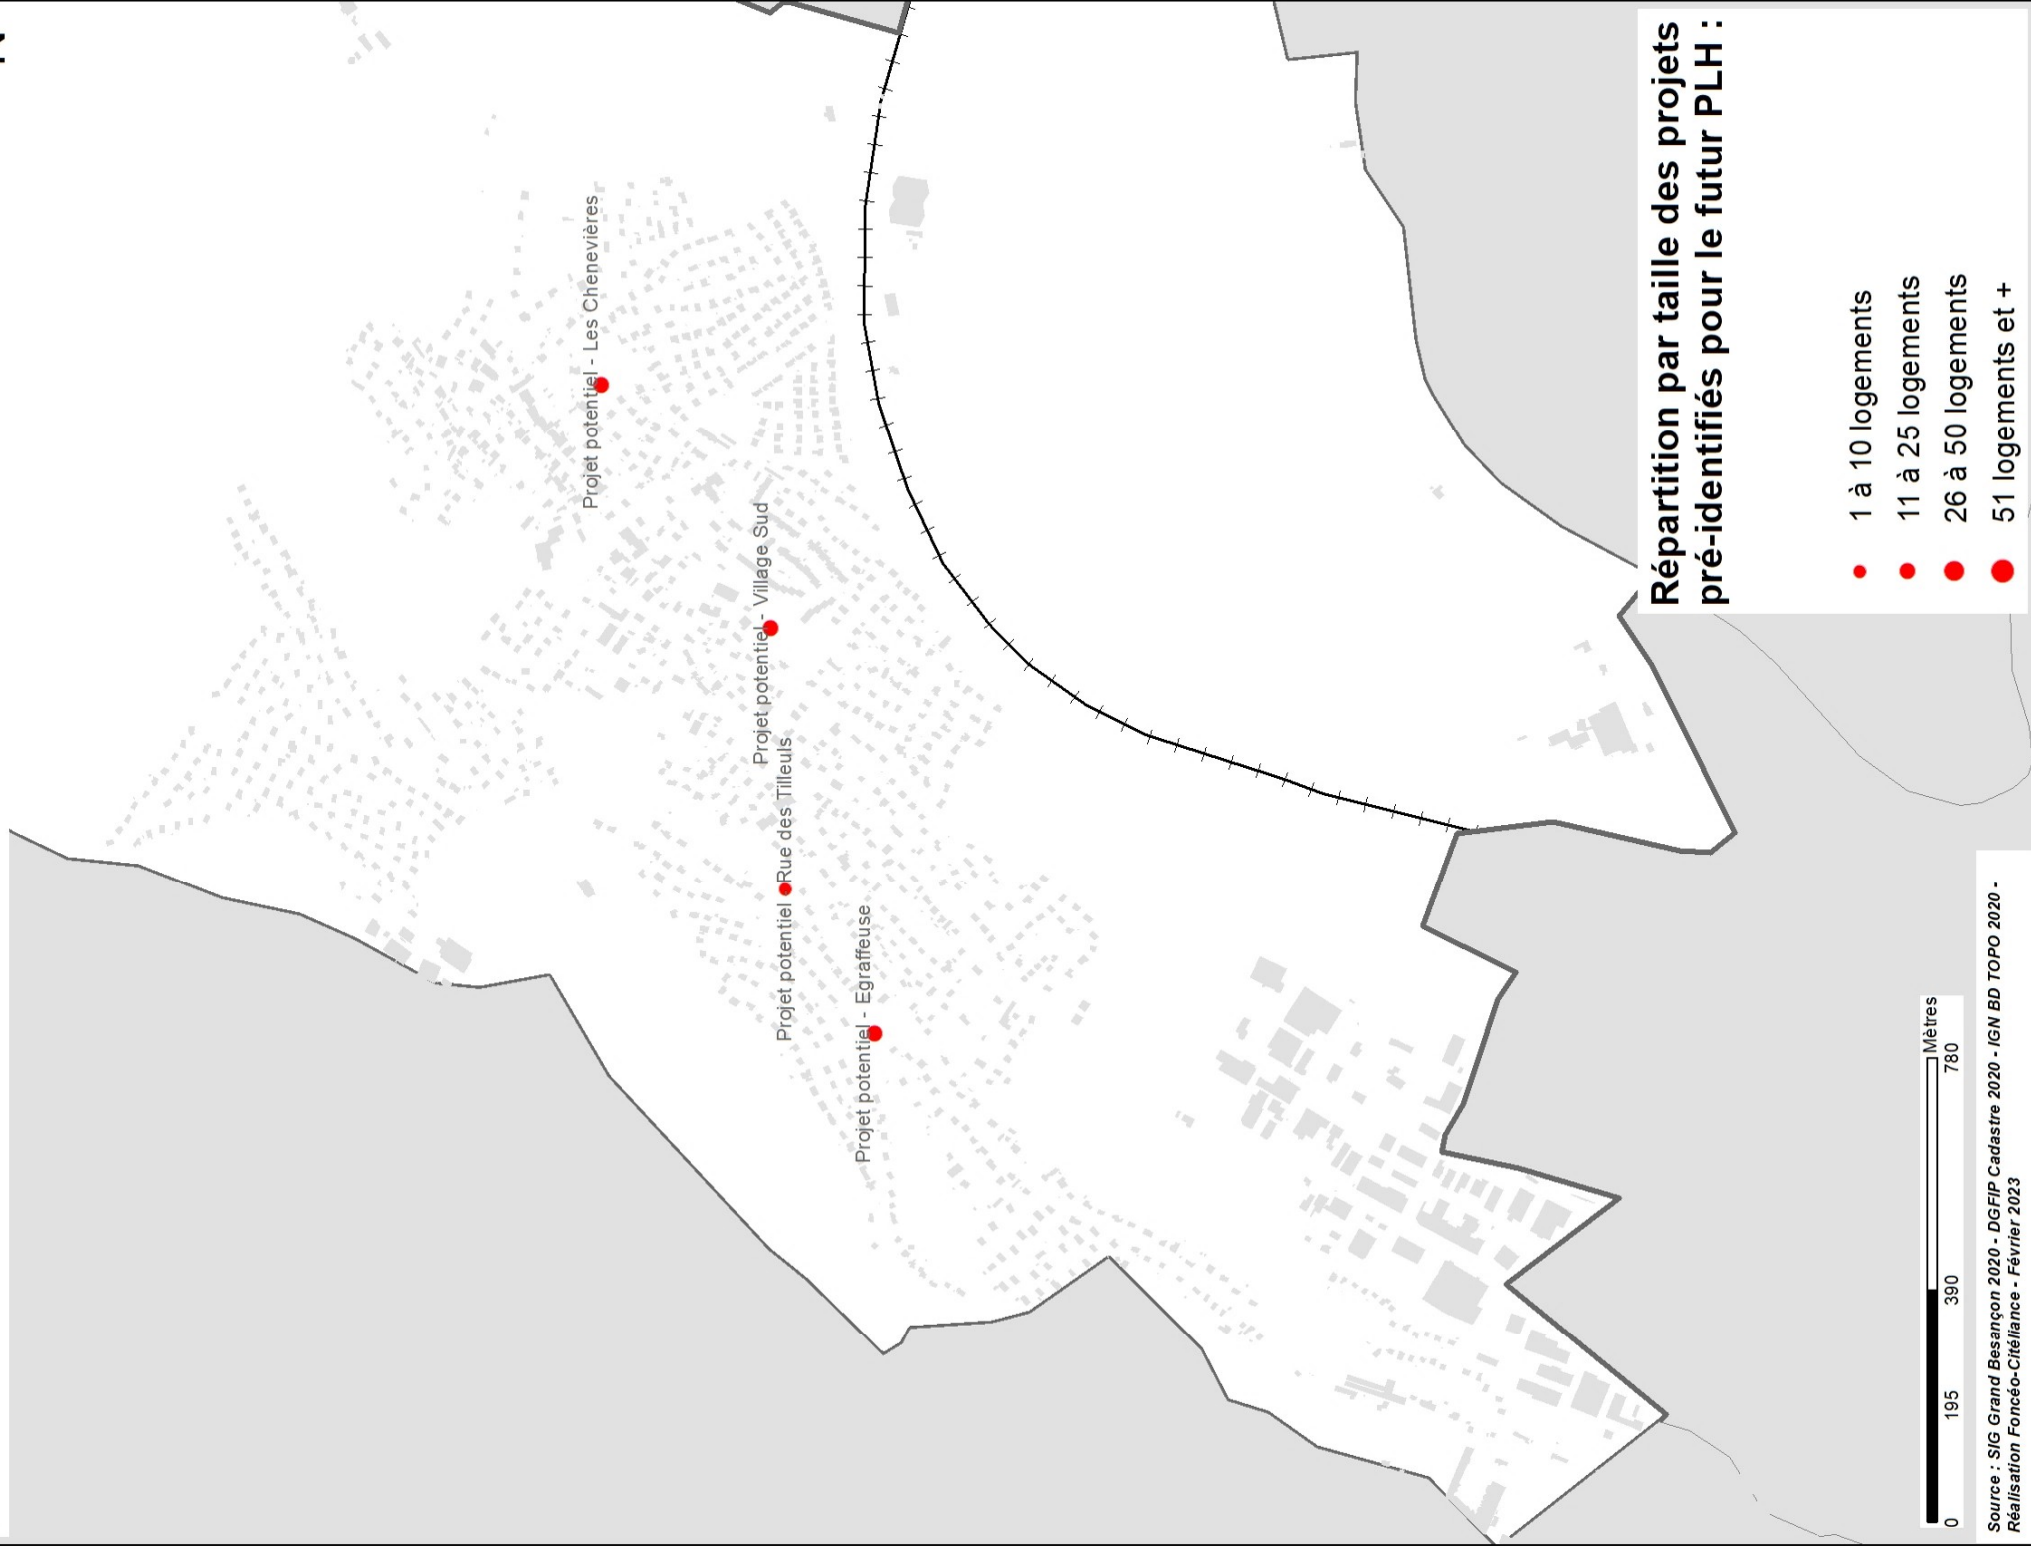 Projet potentiel - Les Chenevières
Projet potentiel - Village Sud
Projet potentiel - Rue des Tilleuls
Projet potentiel - Egraffeuse
Répartition par taille des projets
pré-identifiés pour le futur PLH :
1 à 10 logements
11 à 25 logements
26 à 50 logements
51 logements et +
Mètres
0 195 390 780
Source : SIG Grand Besançon 2020 - DGFIP Cadastre 2020 - IGN BD TOPO 2020 -
Réalisation Foncéo-Citéliance - Février 2023